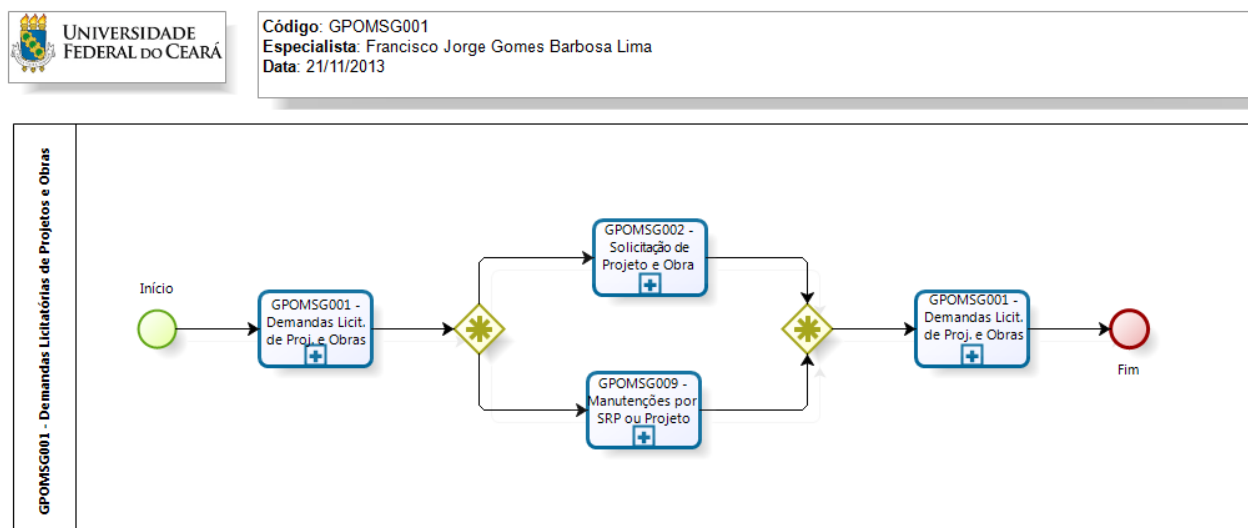 UNIVERSIDADE
FEDERAL DO CEARÁ
Código: GPOMSG001
Especialista: Francisco Jorge Gomes Barbosa Lima
Data: 21/11/2013
GPOMSG001 - Demandas Licitatórias de Projetos e Obras
Início
GPOMSG001 -
Demandas Licit.
de Proj. e Obras
GPOMSG002 -
Solicitação de
Projeto e Obra
GPOMSG009 -
Manutenções por
SRP ou Projeto
GPOMSG001 -
Demandas Licit.
de Proj. e Obras
Fim